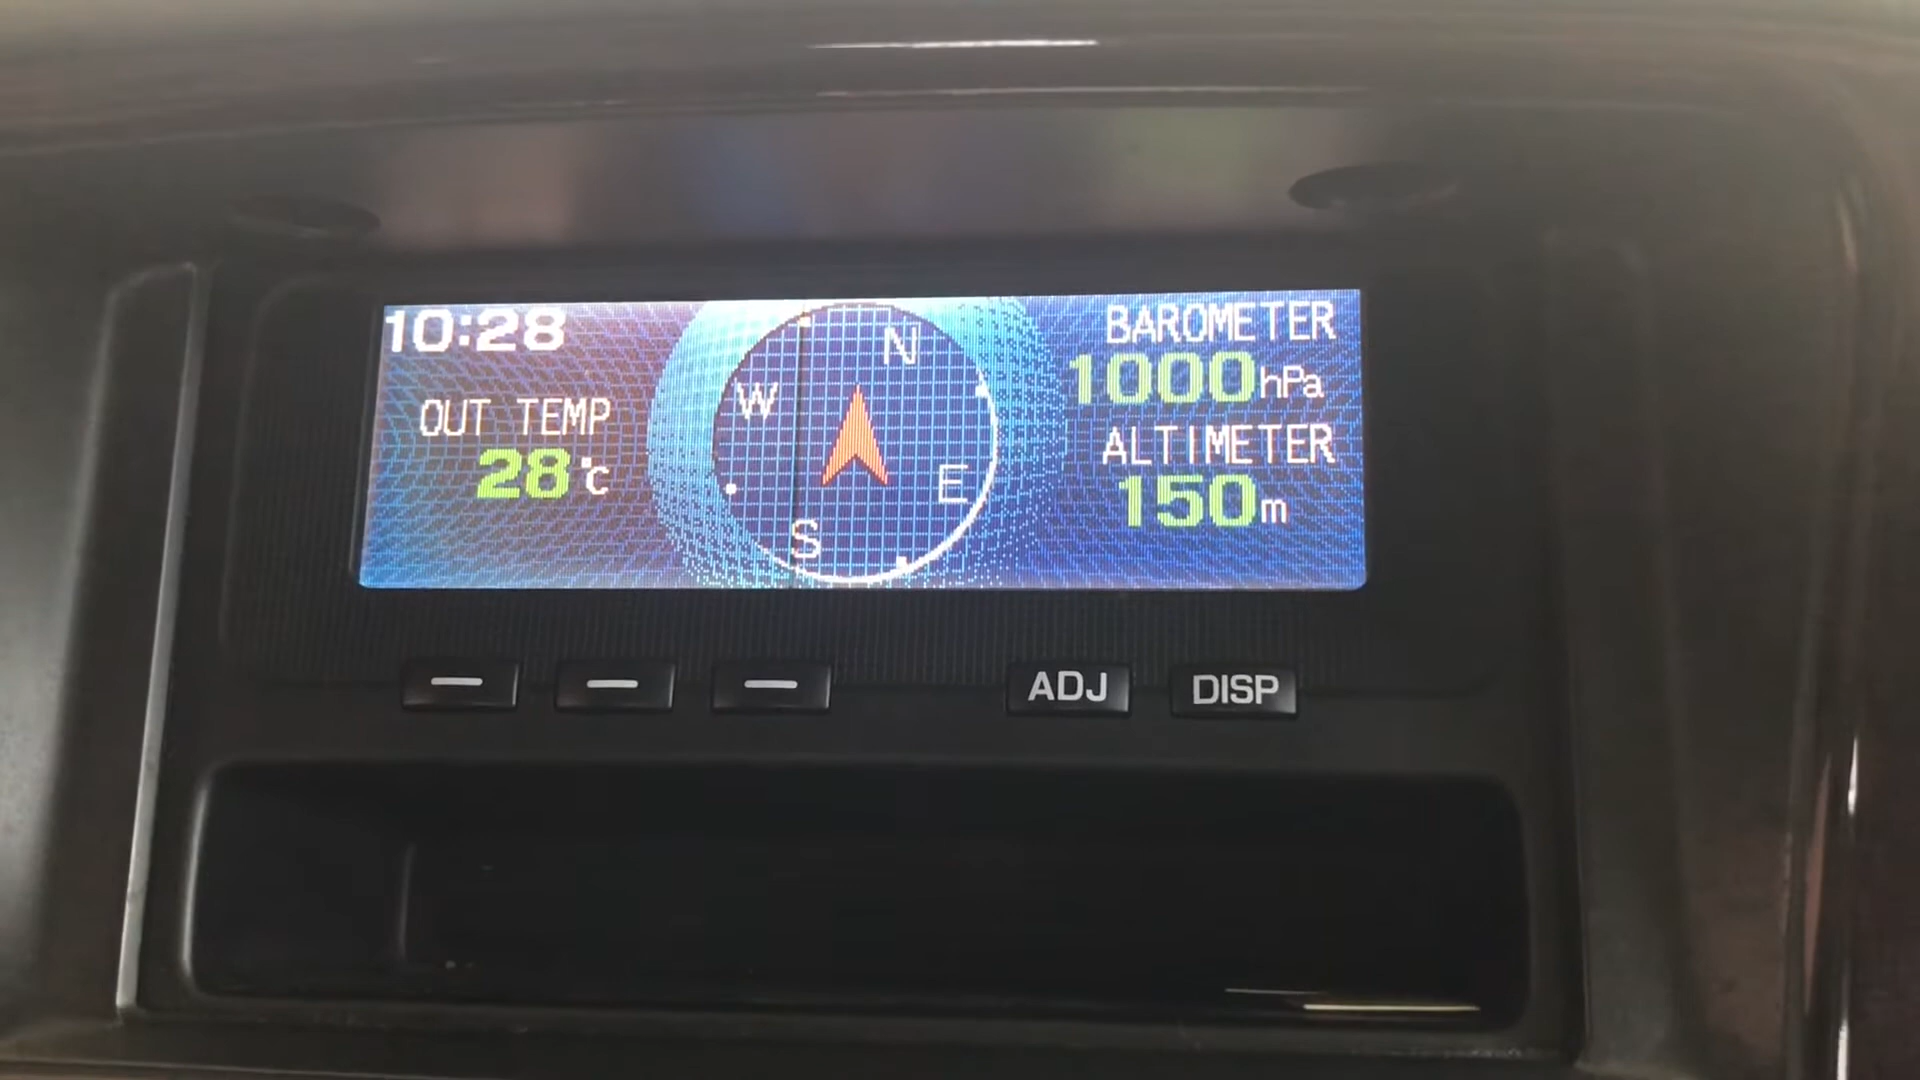 10:28
OUT TEMP
28°C
N
W
E
S
BAROMETER
1000hPa
ALTIMETER
150m
ADJ
DISP